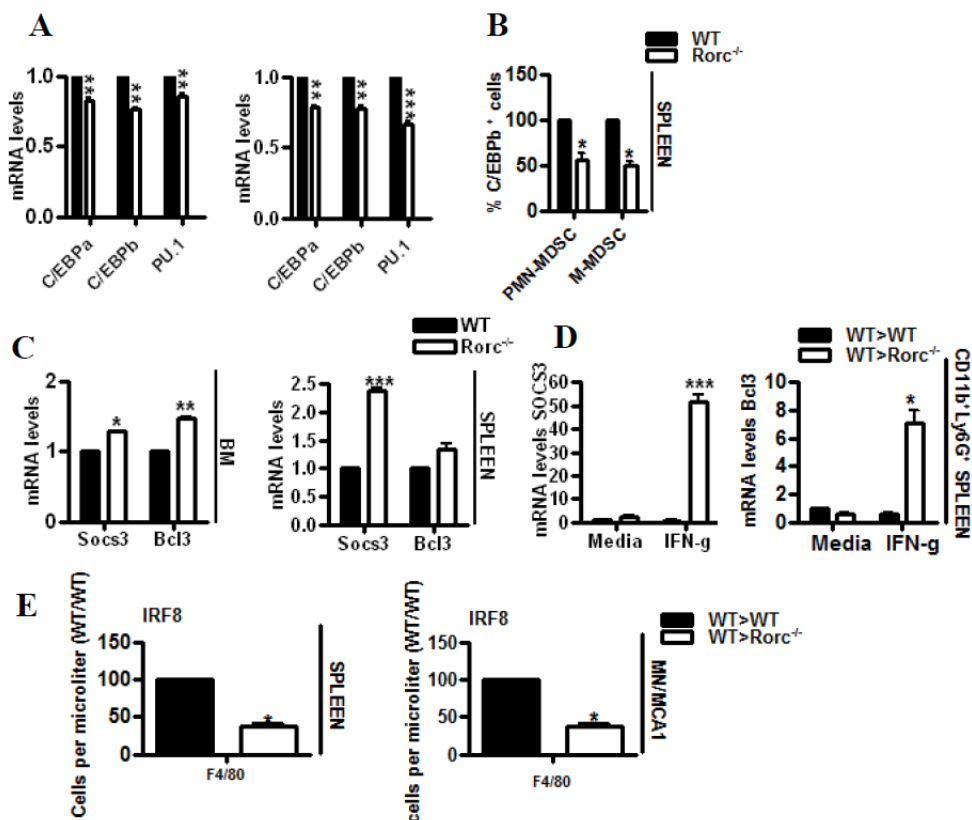 A
mRNA levels
1.0
0.5
0.0
***
***
**
C/EBPa
C/EBPb
PU.1
mRNA levels
1.0
0.5
0.0
***
**
***
C/EBPa
C/EBPb
PU.1
B
WT
Rorc-/-
% C/EBPb + cells
150
100
50
0
*
*
PMN-MDSC
M-MDSC
SPLEEN
C
WT
Rorc-/-
mRNA levels
2
1
0
*
**
Socs3
Bcl3
BM
mRNA levels
2.5
2.0
1.5
1.0
0.5
0.0
***
Socs3
Bcl3
SPLEEN
D
WT>WT
WT>Rorc-/-
mRNA levels SOCS3
60
50
40
30
20
10
0
***
Media
IFN-g
mRNA levels Bcl3
10
8
6
4
2
0
*
Media
IFN-g
CD11b+Ly6G+ SPLEEN
E
IRF8
Cells per microliter (WT/WT)
150
100
50
0
*
F4/80
SPLEEN
IRF8
cells per microliter (WT/WT)
150
100
50
0
*
F4/80
WT>WT
WT>Rorc-/-
MN/MCA1